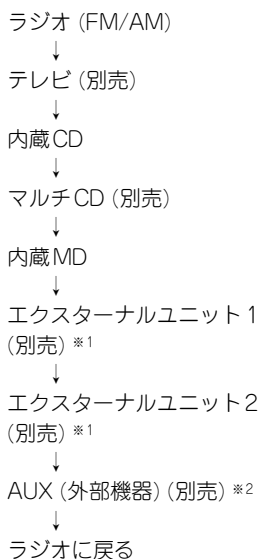 ラジオ(FM/AM)
↓
テレビ(別売)
↓
内蔵CD
↓
マルチCD(別売)
↓
内蔵MD
↓
エクスターナルユニット1
(別売)※1
↓
エクスターナルユニット2
(別売)※1
↓
AUX(外部機器)(別売)※2
↓
ラジオに戻る